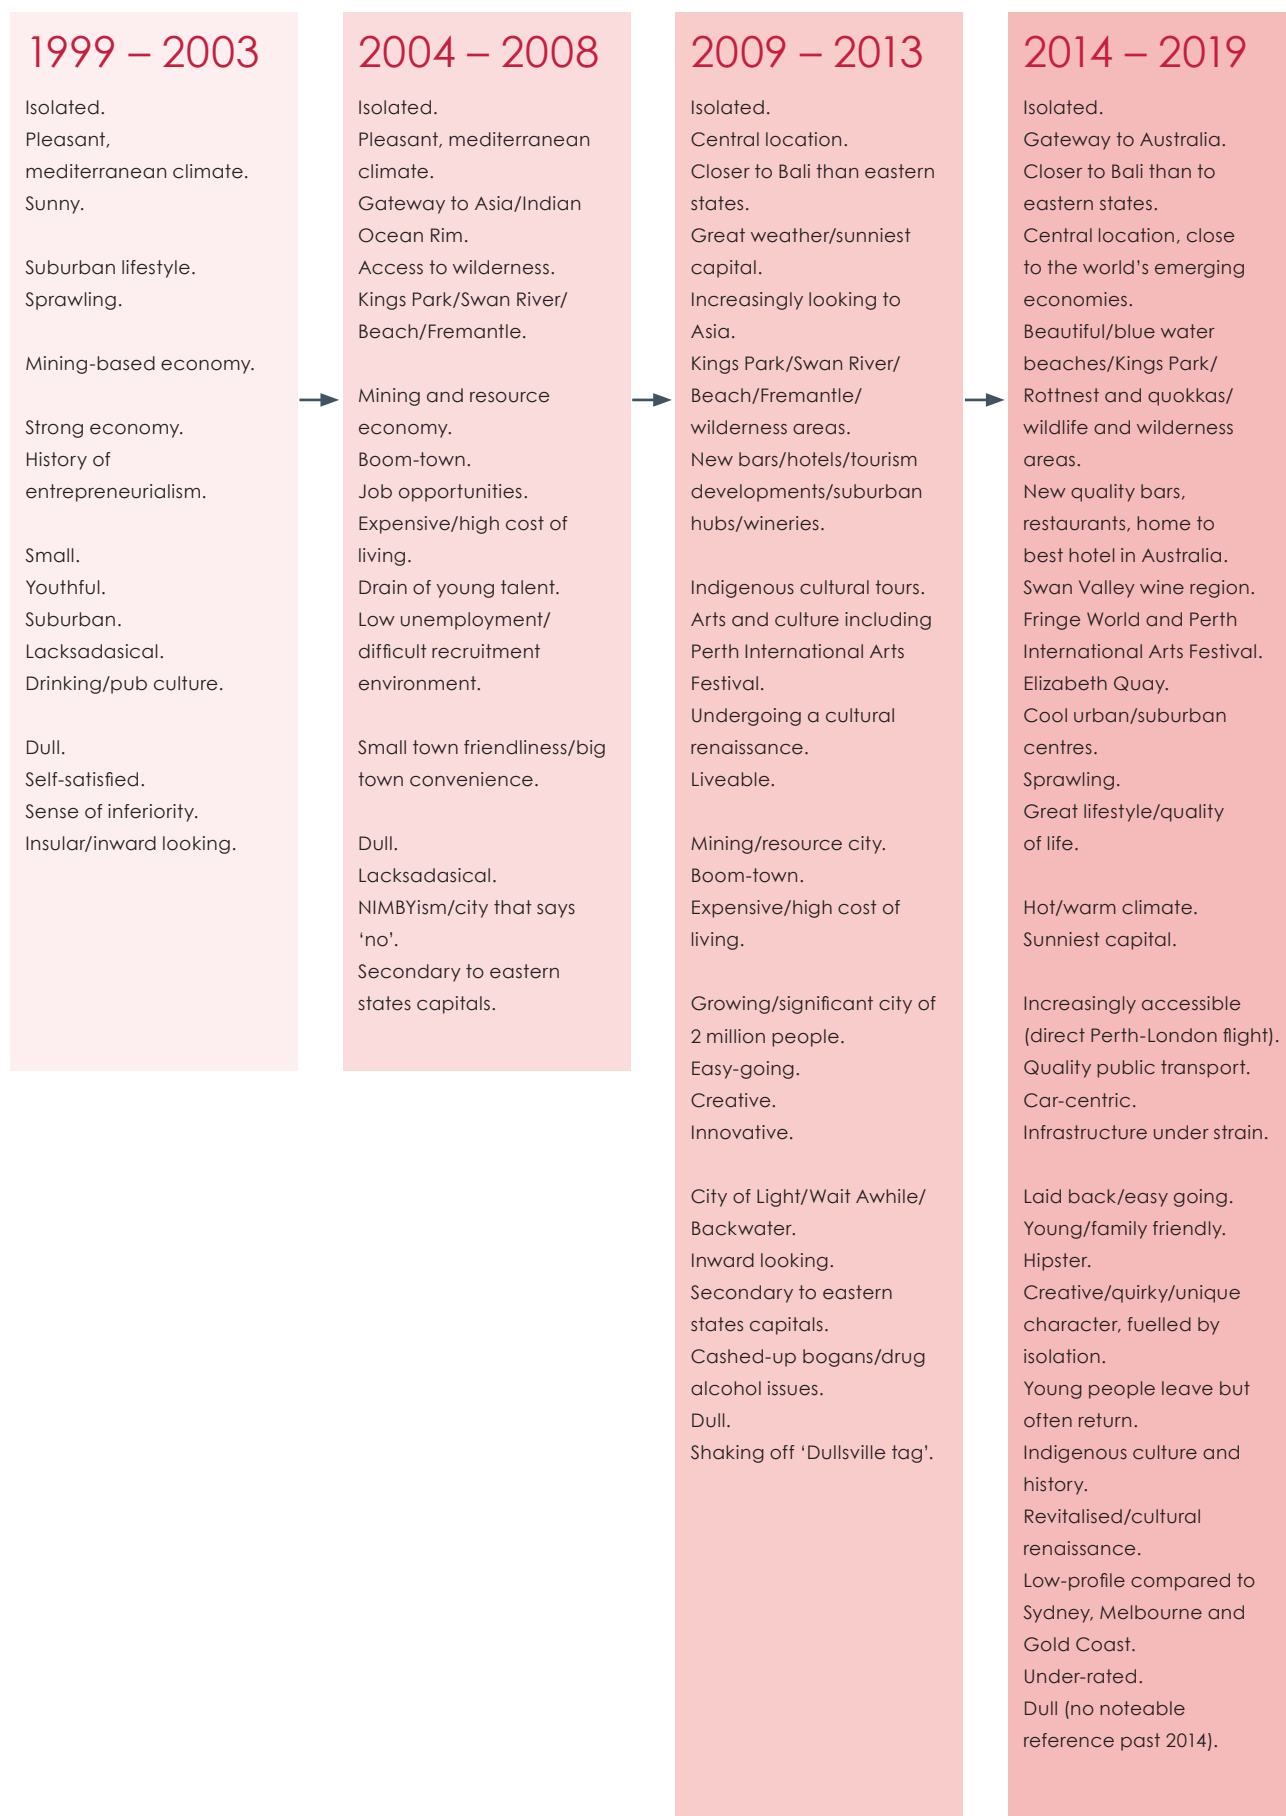 1999 – 2003
Isolated.
Pleasant,
mediterranean climate.
Sunny.
Suburban lifestyle.
Sprawling.
Mining-based economy.
Strong economy.
History of
entrepreneurialism.
Small.
Youthful.
Suburban.
Lacksadasical.
Drinking/pub culture.
Dull.
Self-satisfied.
Sense of inferiority.
Insular/inward looking.
2004 – 2008
Isolated.
Pleasant, mediterranean
climate.
Gateway to Asia/Indian
Ocean Rim.
Access to wilderness.
Kings Park/Swan River/
Beach/Fremantle.
Mining and resource
economy.
Boom-town.
Job opportunities.
Expensive/high cost of
living.
Drain of young talent.
Low unemployment/
difficult recruitment
environment.
Small town friendliness/big
town convenience.
Dull.
Lacksadasical.
NIMBYism/city that says
‘no’.
Secondary to eastern
states capitals.
2009 – 2013
Isolated.
Central location.
Closer to Bali than eastern
states.
Great weather/sunniest
capital.
Increasingly looking to
Asia.
Kings Park/Swan River/
Beach/Fremantle/
wilderness areas.
New bars/hotels/tourism
developments/suburban
hubs/wineries.
Indigenous cultural tours.
Arts and culture including
Perth International Arts
Festival.
Undergoing a cultural
renaissance.
Liveable.
Mining/resource city.
Boom-town.
Expensive/high cost of
living.
Growing/significant city of
2 million people.
Easy-going.
Creative.
Innovative.
City of Light/Wait Awhile/
Backwater.
Inward looking.
Secondary to eastern
states capitals.
Cashed-up bogans/drug
alcohol issues.
Dull.
Shaking off ‘Dullsville tag’.
2014 – 2019
Isolated.
Gateway to Australia.
Closer to Bali than to
eastern states.
Central location, close
to the world’s emerging
economies.
Beautiful/blue water
beaches/Kings Park/
Rottnest and quokkas/
wildlife and wilderness
areas.
New quality bars,
restaurants, home to
best hotel in Australia.
Swan Valley wine region.
Fringe World and Perth
International Arts Festival.
Elizabeth Quay.
Cool urban/suburban
centres.
Sprawling.
Great lifestyle/quality
of life.
Hot/warm climate.
Sunniest capital.
Increasingly accessible
(direct Perth-London flight).
Quality public transport.
Car-centric.
Infrastructure under strain.
Laid back/easy going.
Young/family friendly.
Hipster.
Creative/quirky/unique
character, fuelled by
isolation.
Young people leave but
often return.
Indigenous culture and
history.
Revitalised/cultural
renaissance.
Low-profile compared to
Sydney, Melbourne and
Gold Coast.
Under-rated.
Dull (no noteable
reference past 2014).